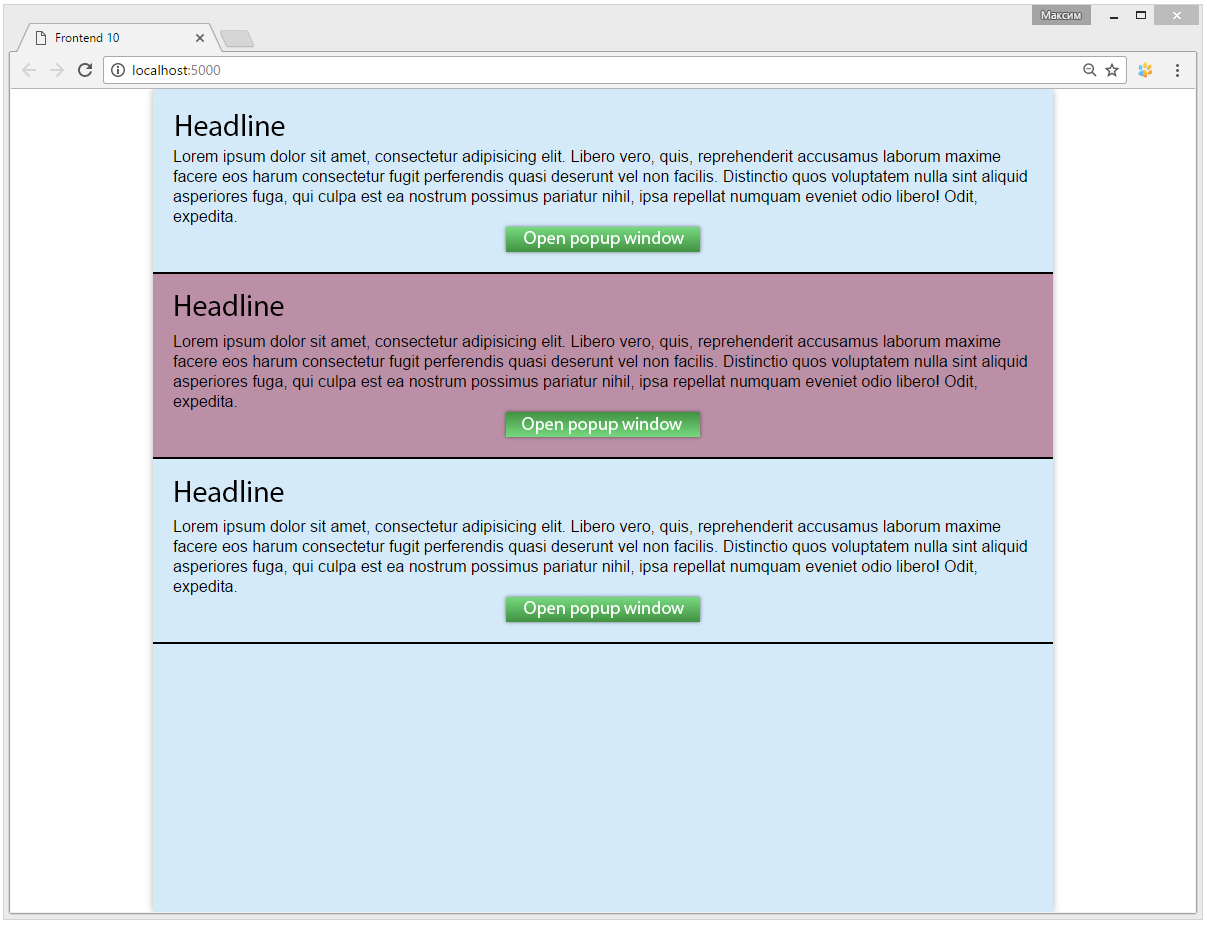 Максим
Frontend 10
localhost:5000
Headline
Lorem ipsum dolor sit amet, consectetur adipisicing elit. Libero vero, quis, reprehenderit accusamus laborum maxime
facere eos harum consectetur fugit perferendis quasi deserunt vel non facilis. Distinctio quos voluptatem nulla sint aliquid
asperiores fuga, qui culpa est ea nostrum possimus pariatur nihil, ipsa repellat numquam eveniet odio libero! Odit,
expedita.
Open popup window
Headline
Lorem ipsum dolor sit amet, consectetur adipisicing elit. Libero vero, quis, reprehenderit accusamus laborum maxime
facere eos harum consectetur fugit perferendis quasi deserunt vel non facilis. Distinctio quos voluptatem nulla sint aliquid
asperiores fuga, qui culpa est ea nostrum possimus pariatur nihil, ipsa repellat numquam eveniet odio libero! Odit,
expedita.
Open popup window
Headline
Lorem ipsum dolor sit amet, consectetur adipisicing elit. Libero vero, quis, reprehenderit accusamus laborum maxime
facere eos harum consectetur fugit perferendis quasi deserunt vel non facilis. Distinctio quos voluptatem nulla sint aliquid
asperiores fuga, qui culpa est ea nostrum possimus pariatur nihil, ipsa repellat numquam eveniet odio libero! Odit,
expedita.
Open popup window